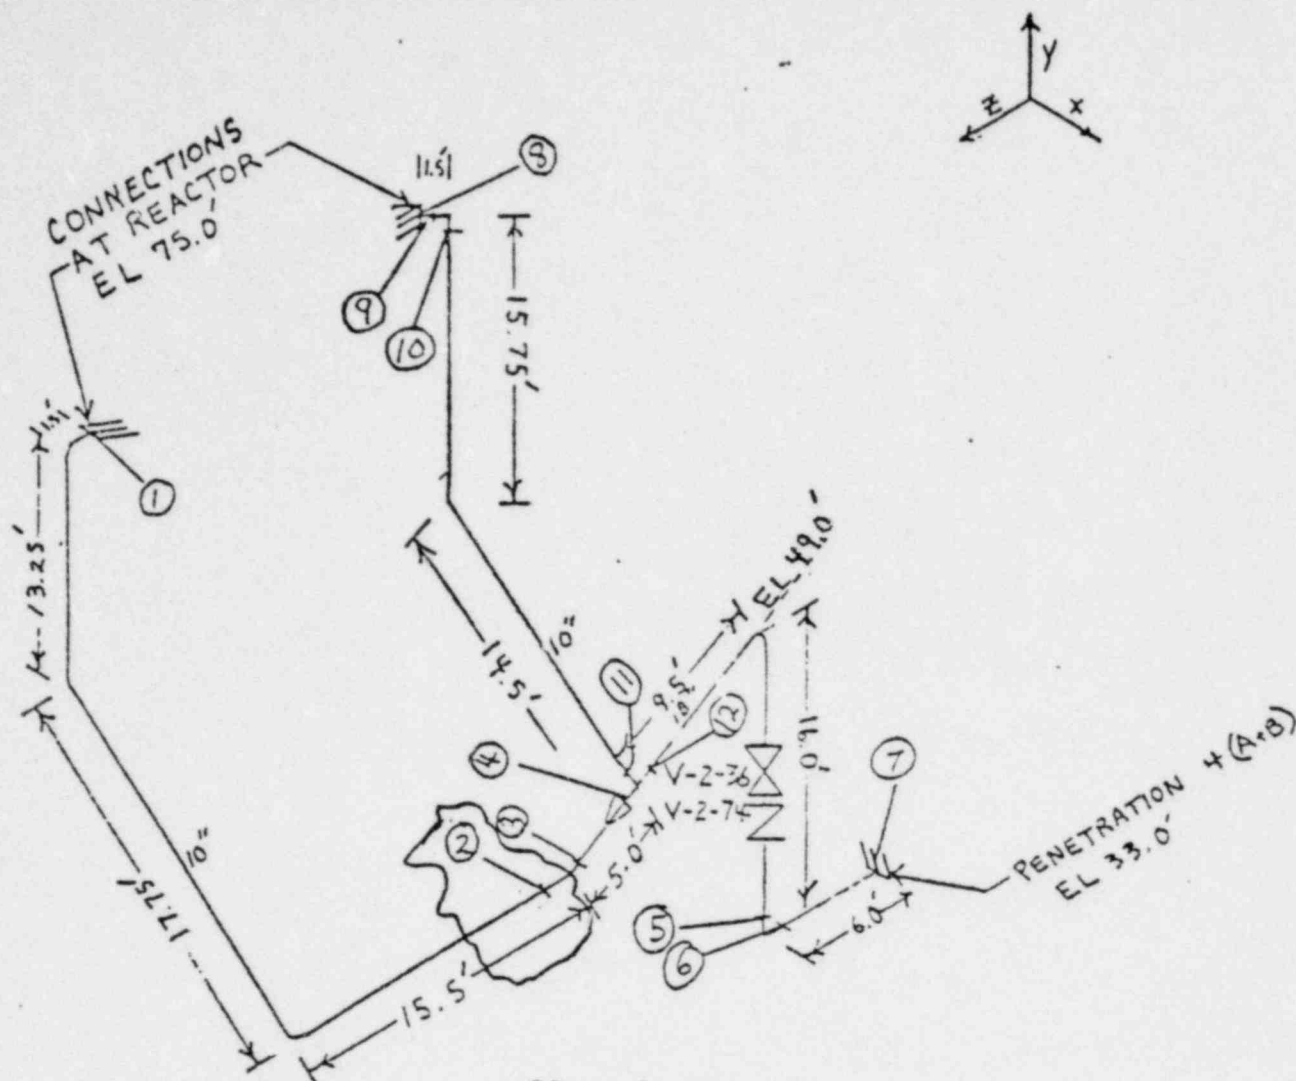 Y
Z
X
CONNECTIONS
AT REACTOR
EL 75.0'
1.5'
8
9
10
15.75'
1.5'
1
13.25'
EL 49.0'
10"
14.5'
11
9.5'
12
16.0'
4
V-2-36
V-2-74
7
PENETRATION 4 (A+B)
EL 33.0'
3
2
5.0'
10"
17.75'
5
6
6.0'
15.5'